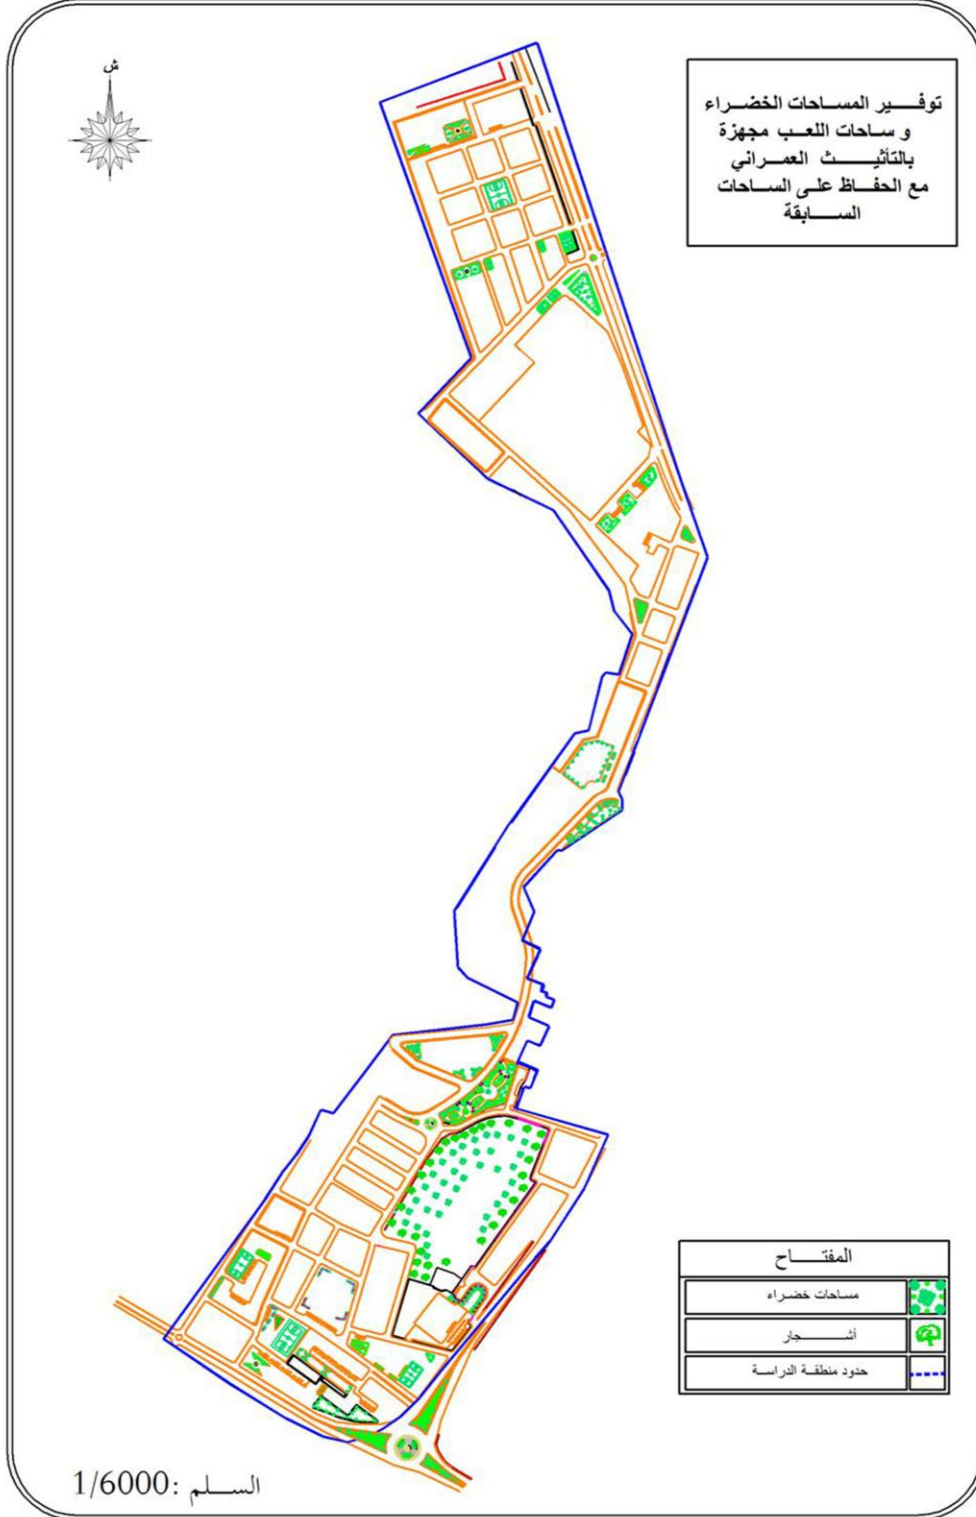 ش
توفير المساحات الخضراء
و ساحات اللعب مجهزة
بالتأثيث العمراني
مع الحفاظ على الساحات
السابقة
المفتاح
مساحات خضراء
أشجار
حدود منطقة الدراسة
السلم :1/6000